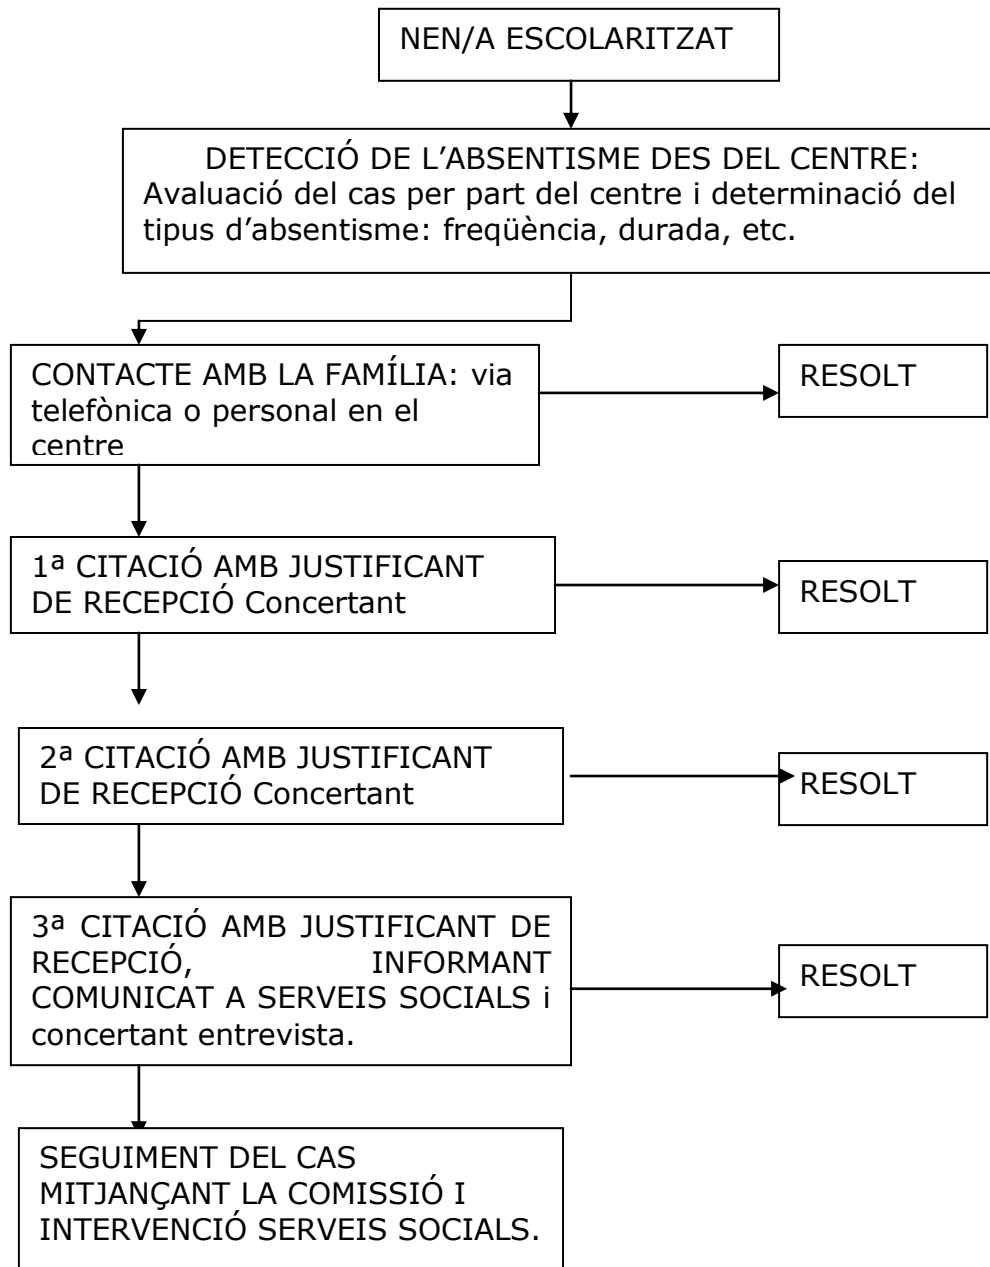 NEN/A ESCOLARITZAT
DETECCIÓ DE L’ABSENTISME DES DEL CENTRE:
Avaluació del cas per part del centre i determinació del
tipus d’absentisme: freqüència, durada, etc.
CONTACTE AMB LA FAMÍLIA: via
telefònica o personal en el
centre
RESOLT
1ª CITACIÓ AMB JUSTIFICANT
DE RECEPCIÓ Concertant
RESOLT
2ª CITACIÓ AMB JUSTIFICANT
DE RECEPCIÓ Concertant
RESOLT
3ª CITACIÓ AMB JUSTIFICANT DE
RECEPCIÓ, INFORMANT
COMUNICAT A SERVEIS SOCIALS i
concertant entrevista.
RESOLT
SEGUIMENT DEL CAS
MITJANÇANT LA COMISSIÓ I
INTERVENCIÓ SERVEIS SOCIALS.